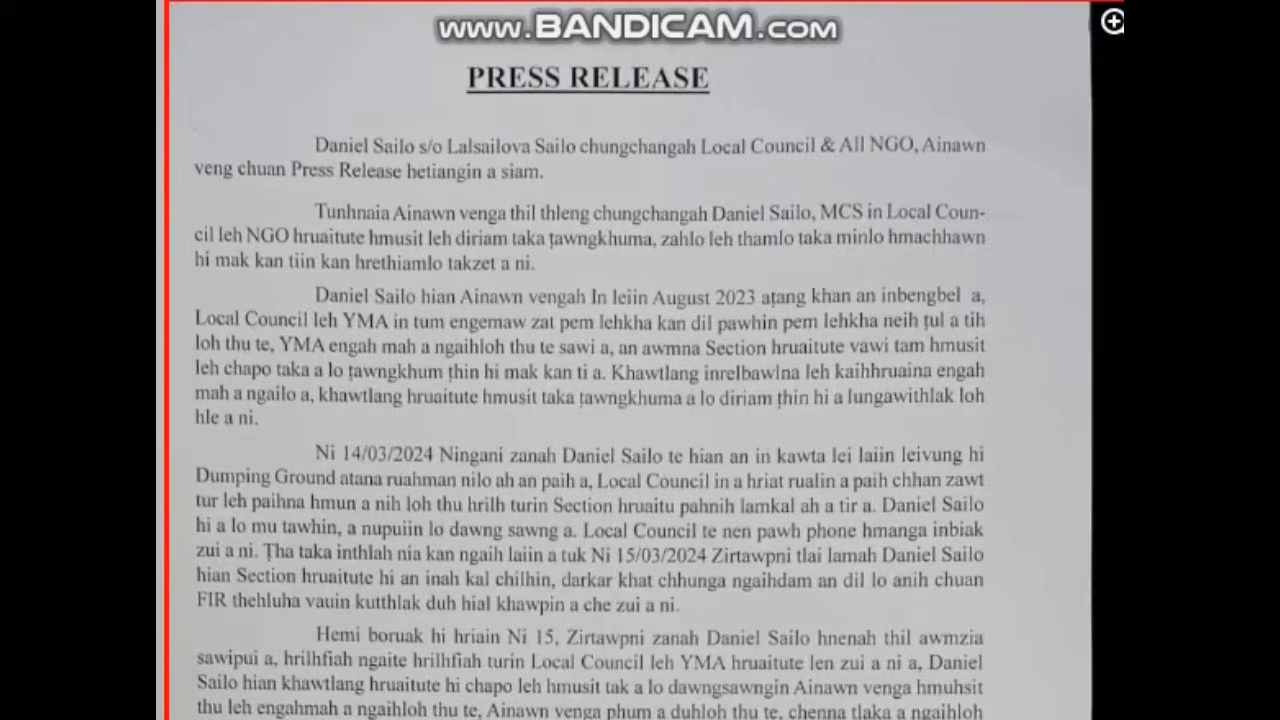 www.BANDICAM.com
PRESS RELEASE
Daniel Sailo s/o Lalsailova Sailo chungchangah Local Council & All NGO, Ainawn
veng chuan Press Release hetiangin a siam.
Tunhnaia Ainawn venga thil thleng chungchangah Daniel Sailo, MCS in Local Coun-
cil leh NGO hruaitute hmusit leh diriam taka ṭawngkhuma, zahlo leh thamlo taka minlo hmachhawn
hi mak kan tiin kan hrethiamlo takzet a ni.
Daniel Sailo hian Ainawn vengah In leiin August 2023 aṭang khan an inbengbel a,
Local Council leh YMA in tum engemaw zat pem lehkha kan dil pawhin pem lehkha neih ṭul a tih
loh thu te, YMA engah mah a ngaihloh thu te sawi a, an awmna Section hruaitute vawi tam hmusit
leh chapo taka a lo ṭawngkhum ṭhin hi mak kan ti a. Khawtlang inrelbawlna leh kaihhruaina engah
mah a ngailo a, khawtlang hruaitute hmusit taka ṭawngkhuma a lo diriam ṭhin hi a lungawithlak loh
hle a ni.
Ni 14/03/2024 Ningani zanah Daniel Sailo te hian an in kawta lei laiin leivung hi
Dumping Ground atana ruahman nilo ah an paih a, Local Council in a hriat rualin a paih chhan zawt
tur leh paihna hmun a nih loh thu hrilh turin Section hruaitu pahnih lamkal ah a tir a. Daniel Sailo
hi a lo mu tawhin, a nupuiin lo dawng sawng a. Local Council te nen pawh phone hmanga inbiak
zui a ni. Ṭha taka inthlah nia kan ngaih laiin a tuk Ni 15/03/2024 Zirtawpni tlai lamah Daniel Sailo
hian Section hruaitute hi an inah kal chilhin, darkar khat chhunga ngaihdam an dil lo anih chuan
FIR thehluha vauin kutthlak duh hial khawpin a che zui a ni.
Hemi boruak hi hriain Ni 15, Zirtawpni zanah Daniel Sailo hnenah thil awmzia
sawipui a, hrilhfiah ngaite hrilhfiah turin Local Council leh YMA hruaitute len zui a ni a, Daniel
Sailo hian khawtlang hruaitute hi chapo leh hmusit tak a lo dawngsawngin Ainawn venga hmuhsit
thu leh engahmah a ngaihloh thu te, Ainawn venga phum a duhloh thu te, chenna tlaka a ngaihloh